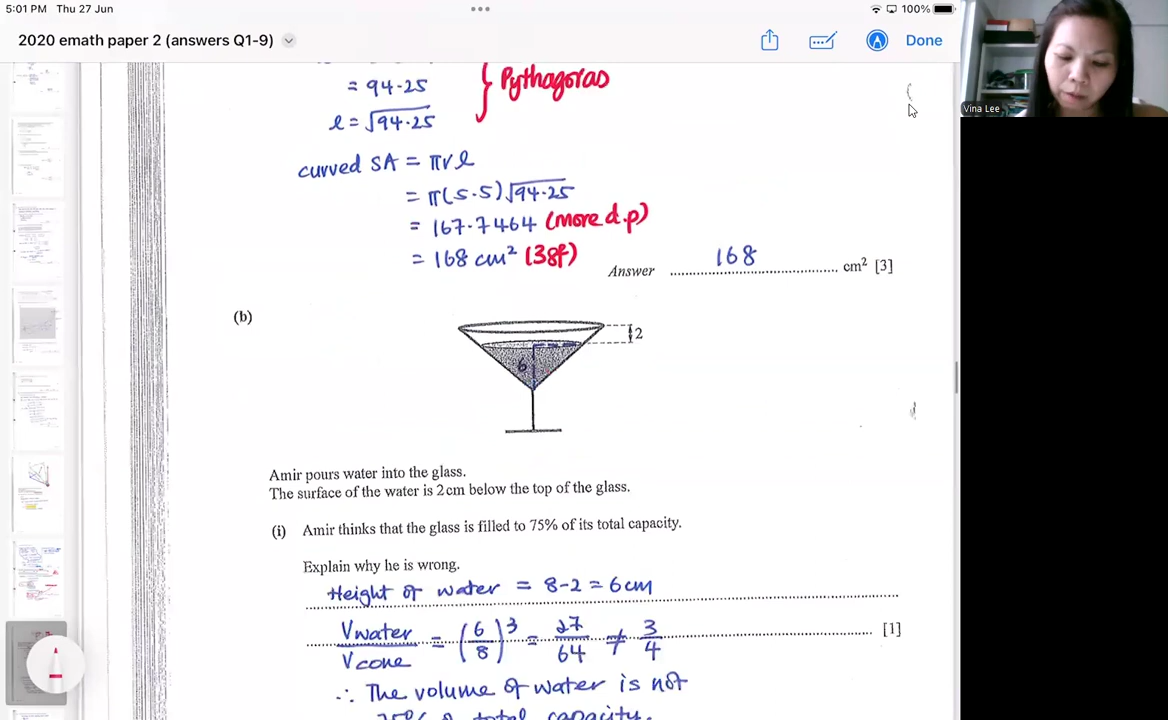 5:01 PM Thu 27 Jun
100%
2020 emath paper 2 (answers Q1-9)
Done
Vina Lee
= 94.25
l = √94.25
Pythagoras
curved SA = πrl
= π(5.5)√94.25
= 167.7464 (more d.p)
= 168 cm² (3sf)
Answer 168 cm² [3]
(b)
2
6
Amir pours water into the glass.
The surface of the water is 2 cm below the top of the glass.
(i) Amir thinks that the glass is filled to 75% of its total capacity.
Explain why he is wrong.
Height of water = 8-2 = 6cm
Vwater / Vcone = (6/8)³ = 27/64 ≠ 3/4 [1]
∴ The volume of water is not
75% of total capacity.